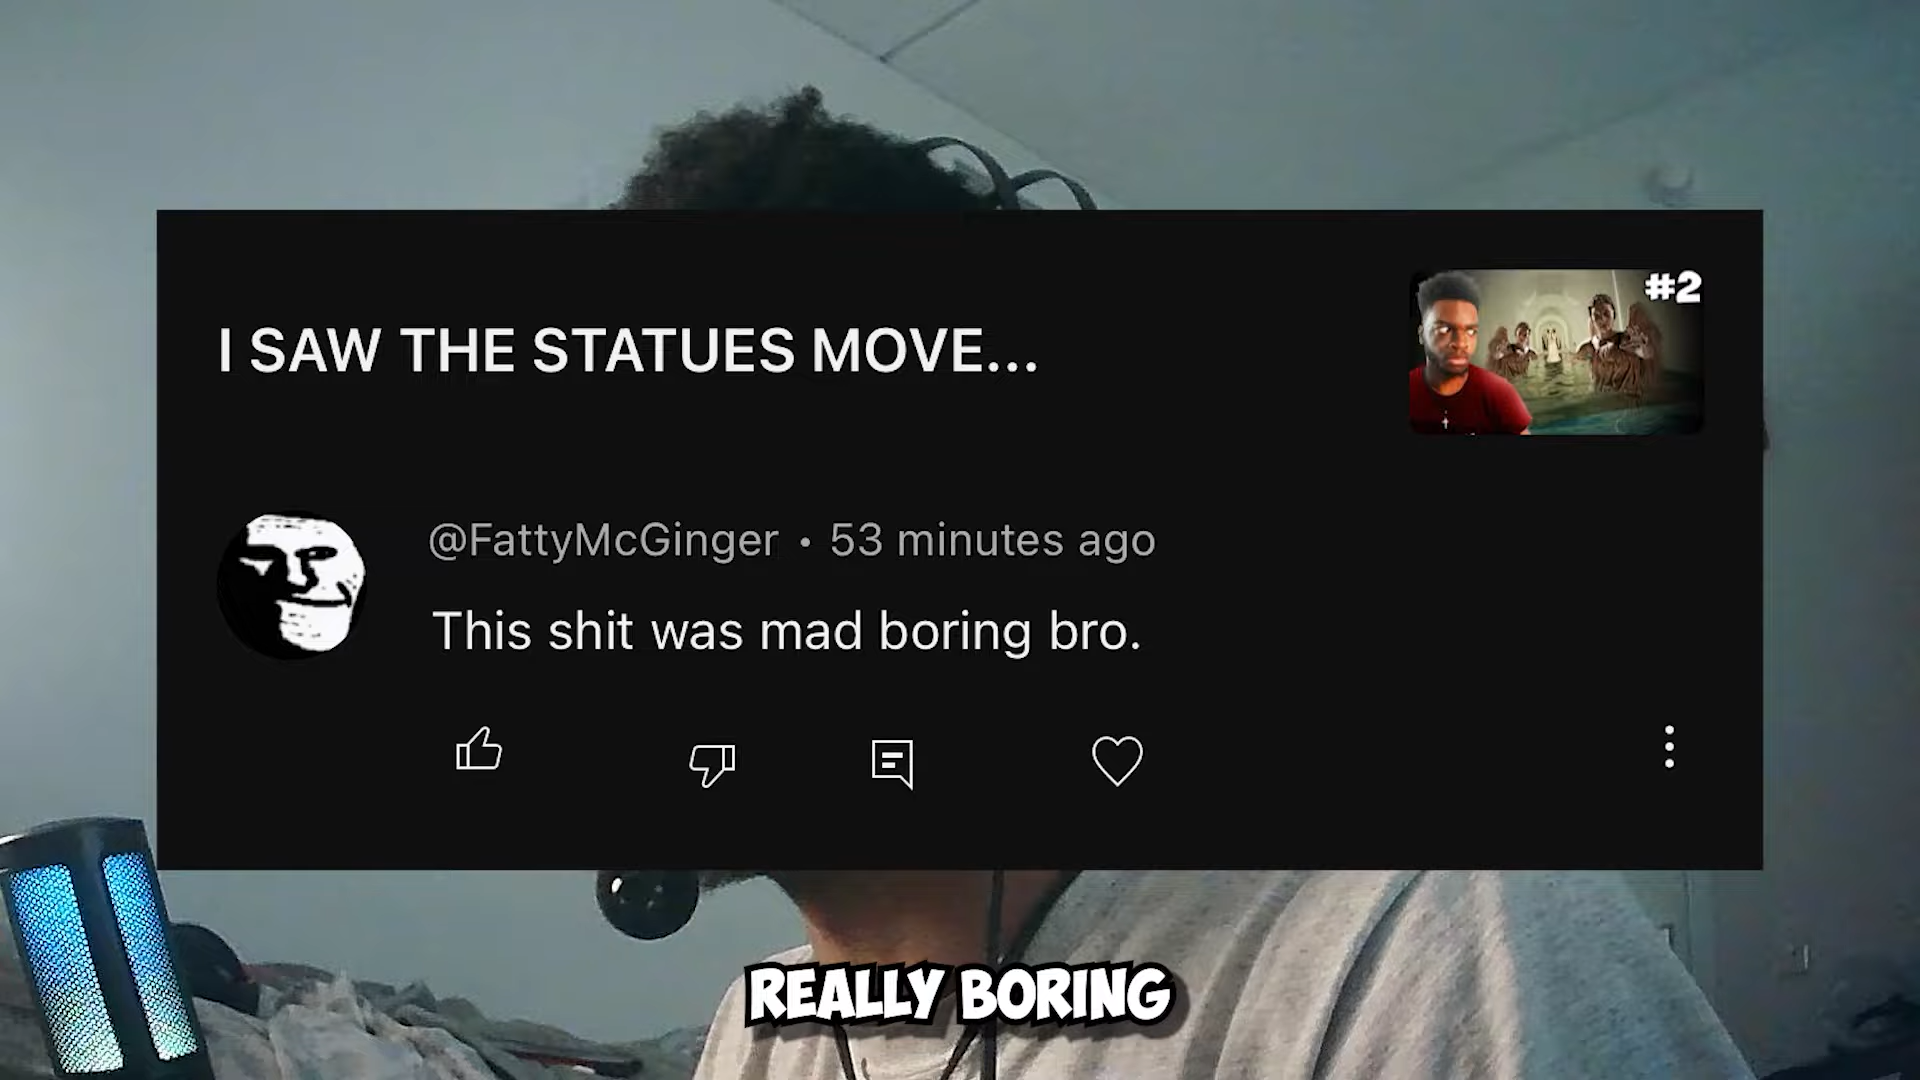 #2
I SAW THE STATUES MOVE...
@FattyMcGinger • 53 minutes ago
This shit was mad boring bro.
REALLY BORING